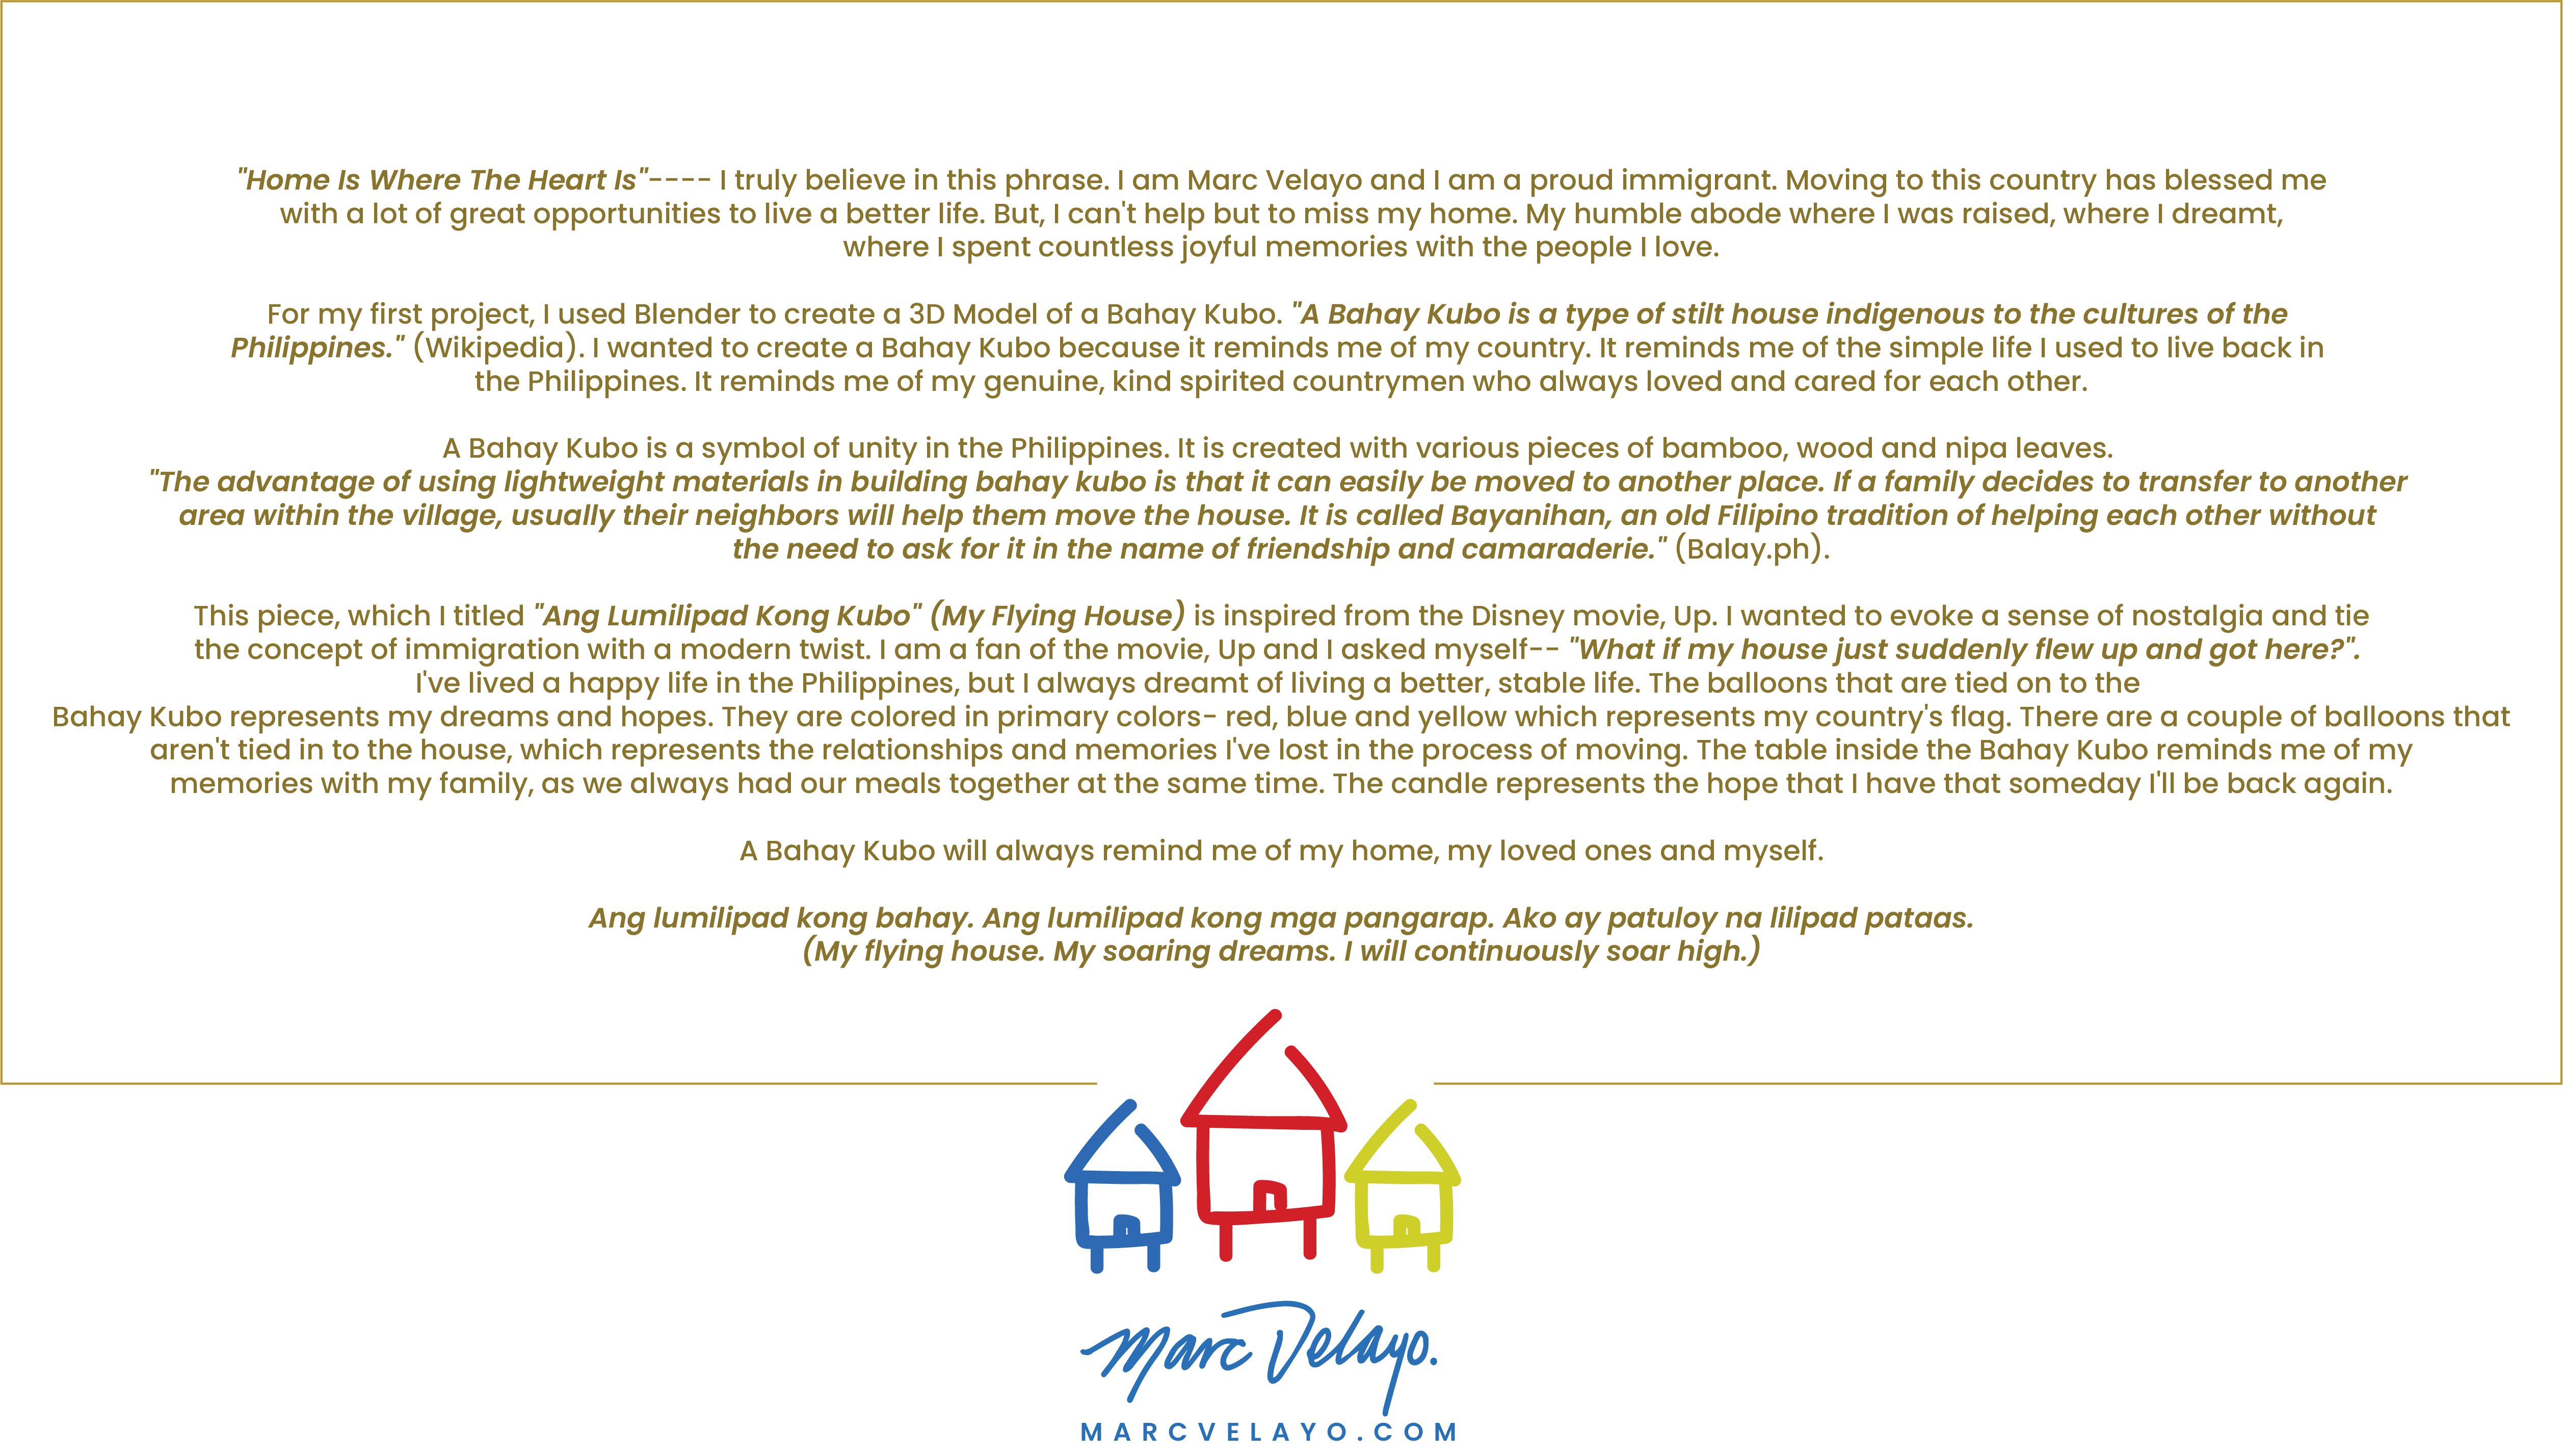 "Home Is Where The Heart Is"---- I truly believe in this phrase. I am Marc Velayo and I am a proud immigrant. Moving to this country has blessed me
with a lot of great opportunities to live a better life. But, I can't help but to miss my home. My humble abode where I was raised, where I dreamt,
where I spent countless joyful memories with the people I love.
For my first project, I used Blender to create a 3D Model of a Bahay Kubo. "A Bahay Kubo is a type of stilt house indigenous to the cultures of the
Philippines." (Wikipedia). I wanted to create a Bahay Kubo because it reminds me of my country. It reminds me of the simple life I used to live back in
the Philippines. It reminds me of my genuine, kind spirited countrymen who always loved and cared for each other.
A Bahay Kubo is a symbol of unity in the Philippines. It is created with various pieces of bamboo, wood and nipa leaves.
"The advantage of using lightweight materials in building bahay kubo is that it can easily be moved to another place. If a family decides to transfer to another
area within the village, usually their neighbors will help them move the house. It is called Bayanihan, an old Filipino tradition of helping each other without
the need to ask for it in the name of friendship and camaraderie." (Balay.ph).
This piece, which I titled "Ang Lumilipad Kong Kubo" (My Flying House) is inspired from the Disney movie, Up. I wanted to evoke a sense of nostalgia and tie
the concept of immigration with a modern twist. I am a fan of the movie, Up and I asked myself-- "What if my house just suddenly flew up and got here?".
I've lived a happy life in the Philippines, but I always dreamt of living a better, stable life. The balloons that are tied on to the
Bahay Kubo represents my dreams and hopes. They are colored in primary colors- red, blue and yellow which represents my country's flag. There are a couple of balloons that
aren't tied in to the house, which represents the relationships and memories I've lost in the process of moving. The table inside the Bahay Kubo reminds me of my
memories with my family, as we always had our meals together at the same time. The candle represents the hope that I have that someday I'll be back again.
A Bahay Kubo will always remind me of my home, my loved ones and myself.
Ang lumilipad kong bahay. Ang lumilipad kong mga pangarap. Ako ay patuloy na lilipad pataas.
(My flying house. My soaring dreams. I will continuously soar high.)
Marc Velayo.
MARCVELAYO.COM